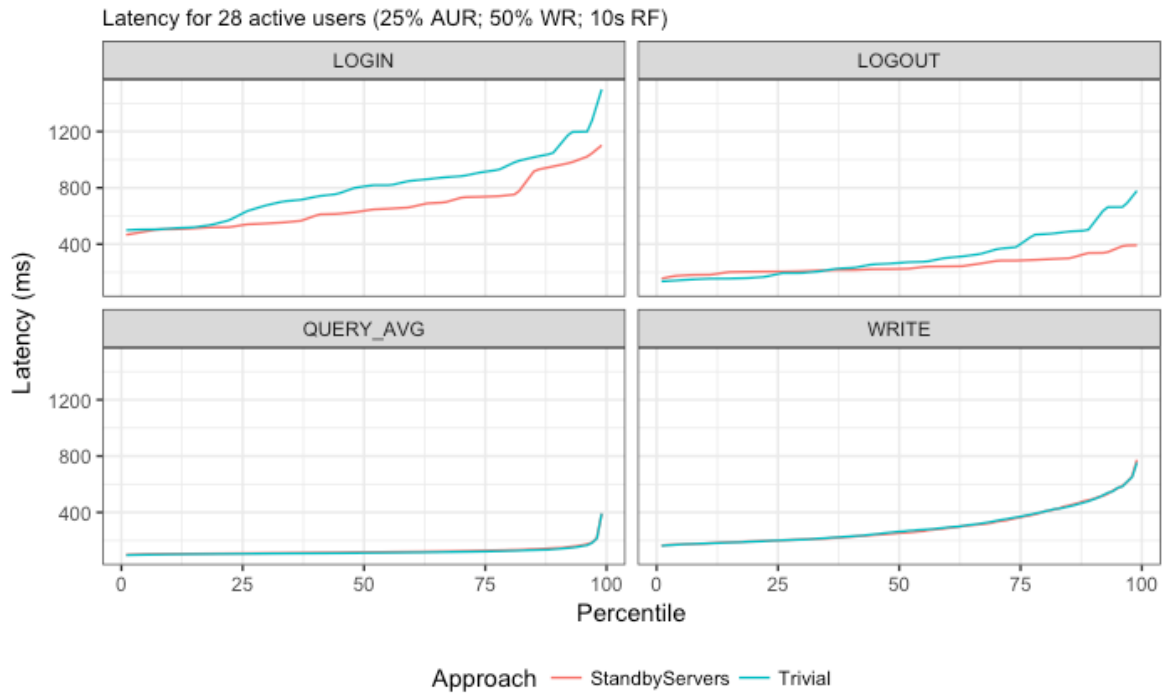 Latency for 28 active users (25% AUR; 50% WR; 10s RF)
LOGIN
LOGOUT
1200
800
400
QUERY_AVG
WRITE
1200
800
400
Latency (ms)
0 25 50 75 100
0 25 50 75 100
Percentile
Approach StandbyServers Trivial